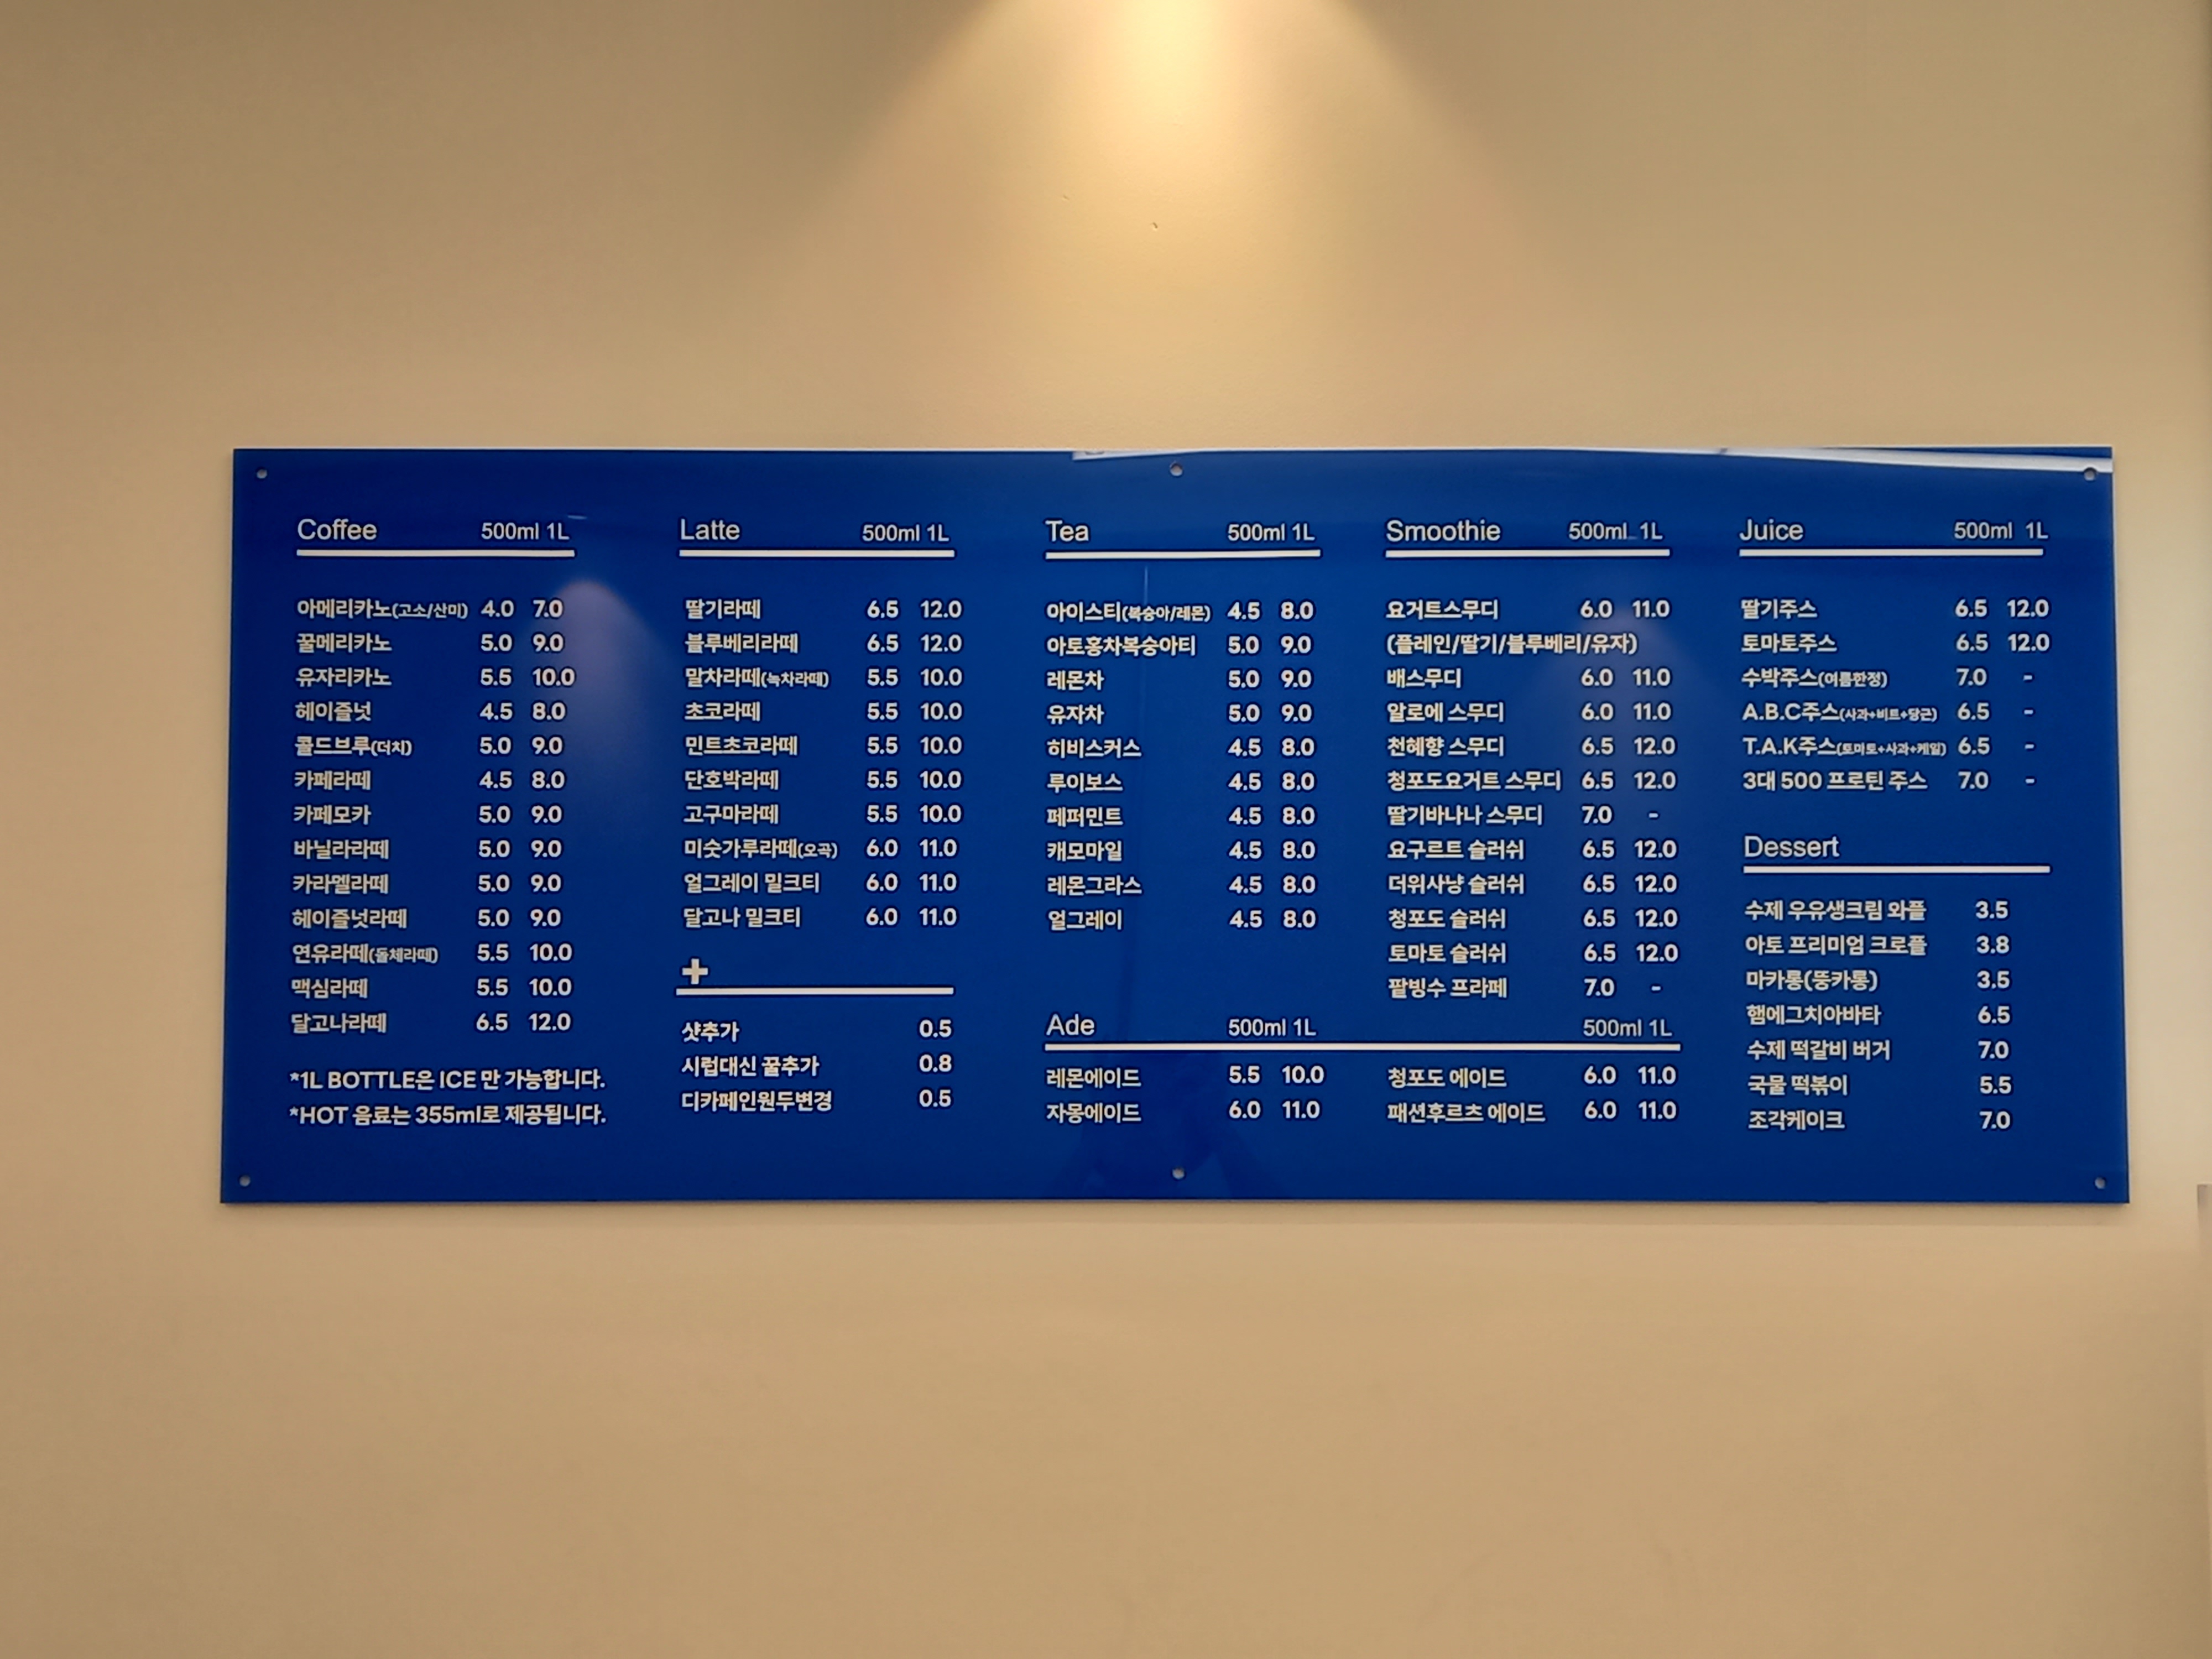 Coffee 500ml 1L
아메리카노(고소/산미) 4.0 7.0
꿀메리카노 5.0 9.0
유자리카노 5.5 10.0
헤이즐넛 4.5 8.0
콜드브루(더치) 5.0 9.0
카페라떼 4.5 8.0
카페모카 5.0 9.0
바닐라라떼 5.0 9.0
카라멜라떼 5.0 9.0
헤이즐넛라떼 5.0 9.0
연유라떼(돌체라떼) 5.5 10.0
맥심라떼 5.5 10.0
달고나라떼 6.5 12.0
*1L BOTTLE은 ICE 만 가능합니다.
*HOT 음료는 355ml로 제공됩니다.
Latte 500ml 1L
딸기라떼 6.5 12.0
블루베리라떼 6.5 12.0
말차라떼(녹차라떼) 5.5 10.0
초코라떼 5.5 10.0
민트초코라떼 5.5 10.0
단호박라떼 5.5 10.0
고구마라떼 5.5 10.0
미숫가루라떼(오곡) 6.0 11.0
얼그레이 밀크티 6.0 11.0
달고나 밀크티 6.0 11.0
+
샷추가 0.5
시럽대신 꿀추가 0.8
디카페인원두변경 0.5
Tea 500ml 1L
아이스티(복숭아/레몬) 4.5 8.0
아토홍차복숭아티 5.0 9.0
레몬차 5.0 9.0
유자차 5.0 9.0
히비스커스 4.5 8.0
루이보스 4.5 8.0
페퍼민트 4.5 8.0
캐모마일 4.5 8.0
레몬그라스 4.5 8.0
얼그레이 4.5 8.0
Smoothie 500ml 1L
요거트스무디 6.0 11.0
(플레인/딸기/블루베리/유자)
배스무디 6.0 11.0
알로에 스무디 6.0 11.0
천혜향 스무디 6.5 12.0
청포도요거트 스무디 6.5 12.0
딸기바나나 스무디 7.0 -
요구르트 슬러쉬 6.5 12.0
더위사냥 슬러쉬 6.5 12.0
청포도 슬러쉬 6.5 12.0
토마토 슬러쉬 6.5 12.0
팥빙수 프라페 7.0 -
Ade 500ml 1L 500ml 1L
레몬에이드 5.5 10.0 청포도 에이드 6.0 11.0
자몽에이드 6.0 11.0 패션후르츠 에이드 6.0 11.0
Juice 500ml 1L
딸기주스 6.5 12.0
토마토주스 6.5 12.0
수박주스(여름한정) 7.0 -
A.B.C주스(사과+비트+당근) 6.5 -
T.A.K주스(토마토+사과+케일) 6.5 -
3대 500 프로틴 주스 7.0 -
Dessert
수제 우유생크림 와플 3.5
아토 프리미엄 크로플 3.8
마카롱(뚱카롱) 3.5
햄에그치아바타 6.5
수제 떡갈비 버거 7.0
국물 떡볶이 5.5
조각케이크 7.0